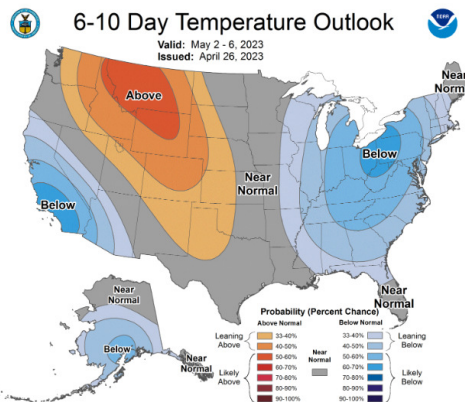 6-10 Day Temperature Outlook
Valid: May 2 - 6, 2023
Issued: April 26, 2023
Above
Near
Normal
Below
Near
Normal
Below
Near
Normal
Near
Normal
Below
Near
Normal
Probability (Percent Chance)
Above Normal
Below Normal
Leaning
Above
33-40%
40-50%
Likely
Above
50-60%
60-70%
70-80%
80-90%
90-100%
Near
Normal
33-40%
40-50%
Leaning
Below
50-60%
60-70%
70-80%
80-90%
90-100%
Likely
Below